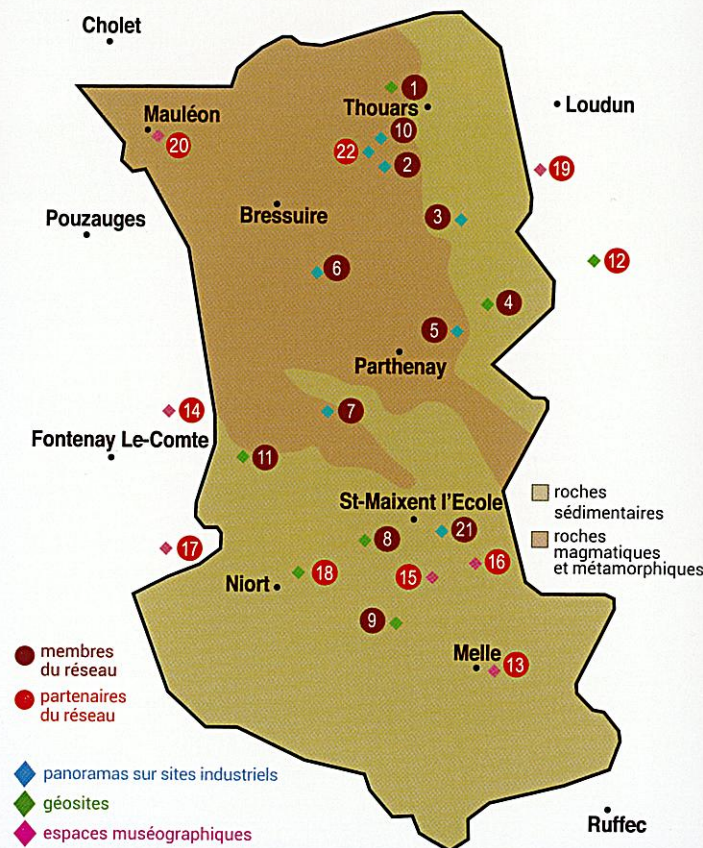 Cholet
1
Thouars
Loudun
Mauléon
10
20
22
2
19
Bressuire
Pouzauges
3
6
12
4
5
Parthenay
14
7
Fontenay Le-Comte
11
roches
sédimentaires
St-Maixent l'Ecole
21
8
roches
magmatiques
et métamorphiques
17
16
18
15
Niort
9
membres
du réseau
Melle
13
partenaires
du réseau
panoramas sur sites industriels
géosites
espaces muséographiques
Ruffec